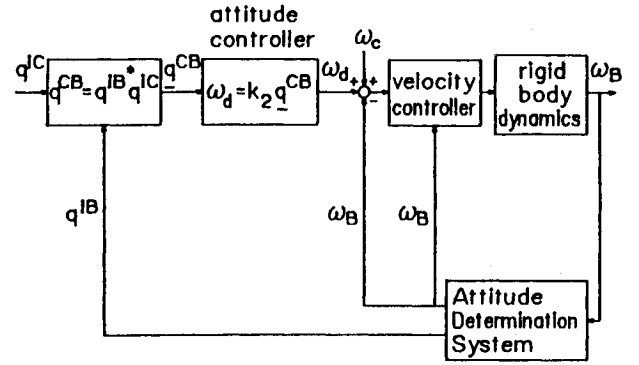 attitude
controller
ω_c
q^IC
q^CB = q^IB* q^IC
q^CB
ω_d = k_2 q^CB
ω_d
+
+
−
velocity
controller
rigid
body
dynamics
ω_B
q^IB
ω_B
ω_B
Attitude
Determination
System